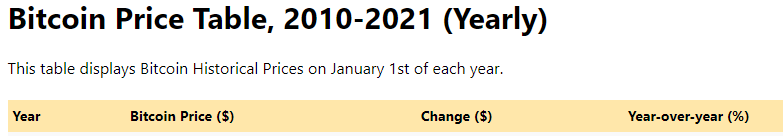 Bitcoin Price Table, 2010-2021 (Yearly)
This table displays Bitcoin Historical Prices on January 1st of each year.
Year Bitcoin Price ($) Change ($) Year-over-year (%)